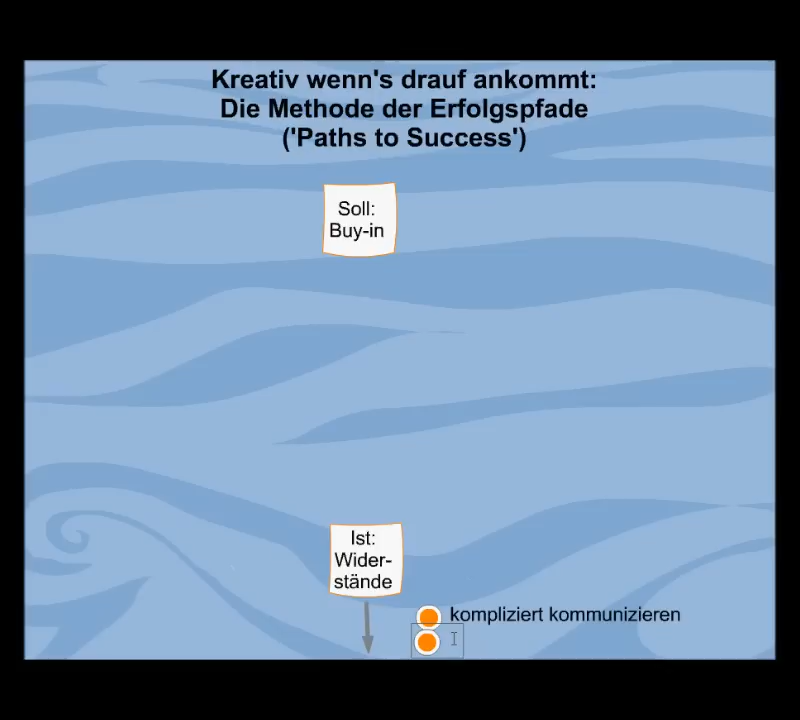 Kreativ wenn's drauf ankommt:
Die Methode der Erfolgspfade
('Paths to Success')
Soll:
Buy-in
Ist:
Wider-
stände
kompliziert kommunizieren